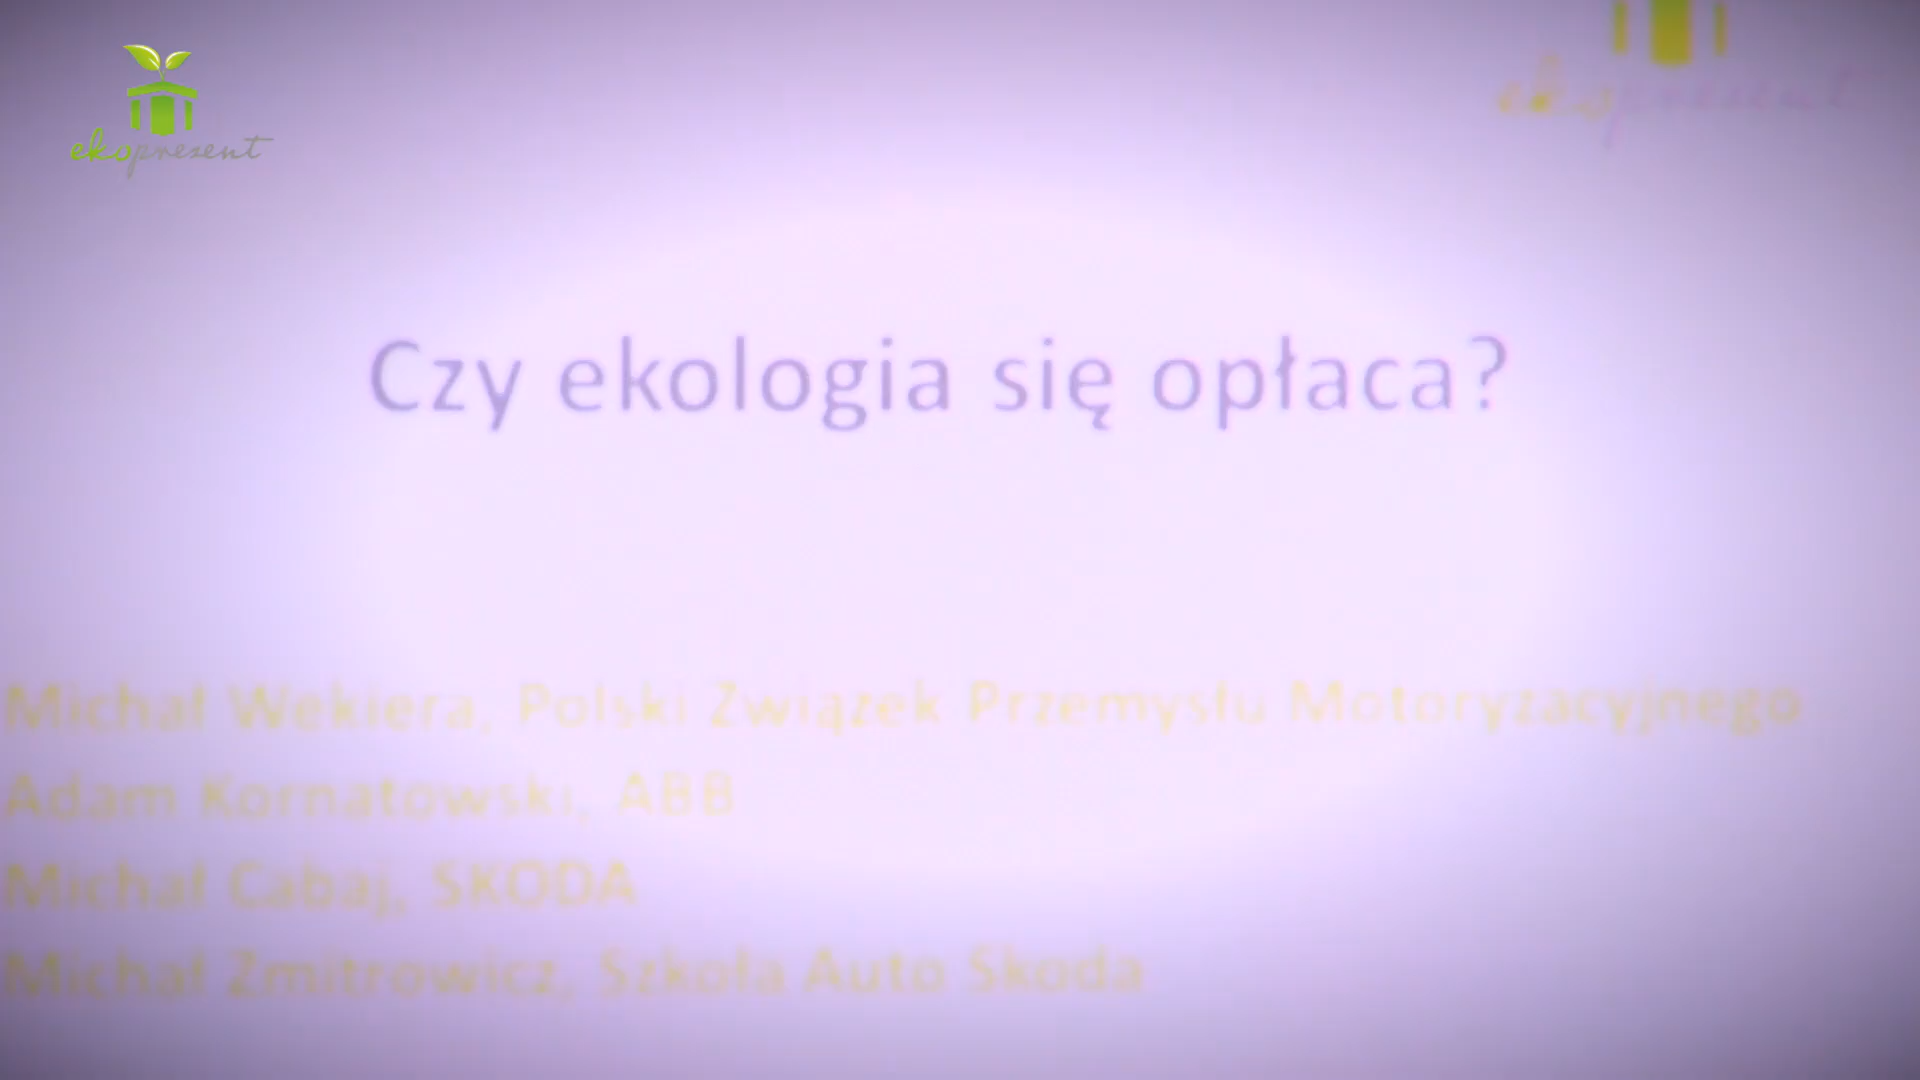 ekoprezent
ekoprezent
Czy ekologia się opłaca?
Michał Wekiera, Polski Związek Przemysłu Motoryzacyjnego
Adam Kornatowski, ABB
Michał Cabaj, SKODA
Michał Zmitrowicz, Szkoła Auto Skoda